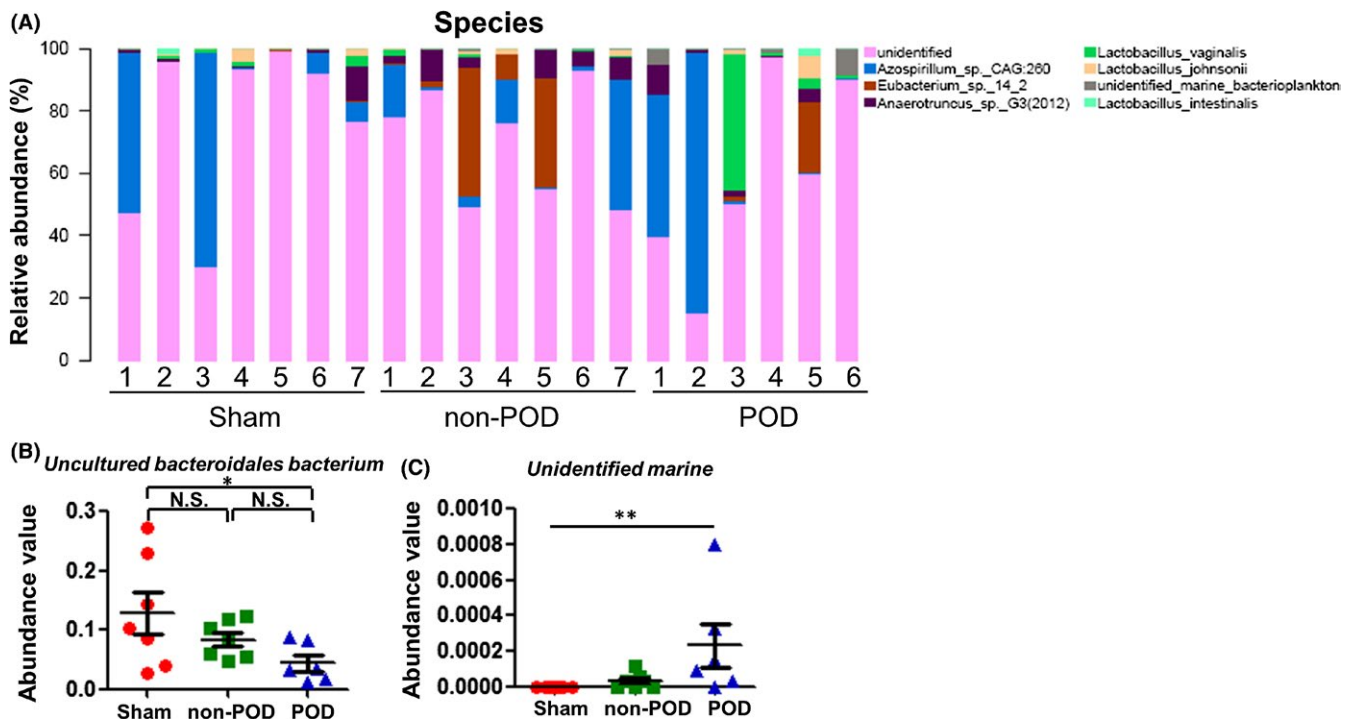 (A)
Species
Relative abundance (%)
100
80
60
40
20
0
unidentified
Azospirillum_sp._CAG:260
Eubacterium_sp._14_2
Anaerotruncus_sp._G3(2012)
Lactobacillus_vaginalis
Lactobacillus_johnsonii
unidentified_marine_bacterioplankton
Lactobacillus_intestinalis
1 2 3 4 5 6 7 1 2 3 4 5 6 7 1 2 3 4 5 6
Sham non-POD POD
(B)
Uncultured bacteroidales bacterium
*
N.S. N.S.
Abundance value
0.3
0.2
0.1
0.0
Sham non-POD POD
(C)
Unidentified marine
**
Abundance value
0.0010
0.0008
0.0006
0.0004
0.0002
0.0000
Sham non-POD POD